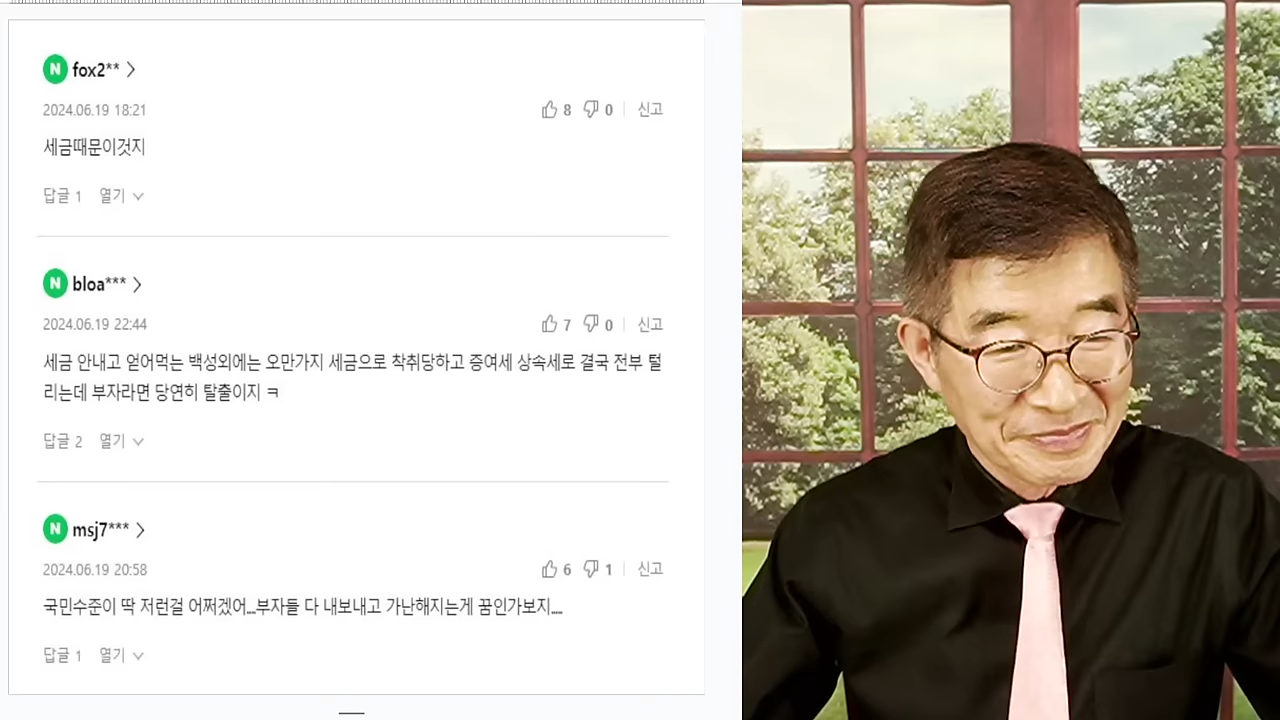 N fox2** >
2024.06.19 18:21 8 0 신고
세금때문이것지
답글 1 열기
N bloa*** >
2024.06.19 22:44 7 0 신고
세금 안내고 얻어먹는 백성외에는 오만가지 세금으로 착취당하고 증여세 상속세로 결국 전부 털
리는데 부자라면 당연히 탈출이지 ㅋ
답글 2 열기
N msj7*** >
2024.06.19 20:58 6 1 신고
국민수준이 딱 저런걸 어쩌겠어...부자들 다 내보내고 가난해지는게 꿈인가보지.....
답글 1 열기